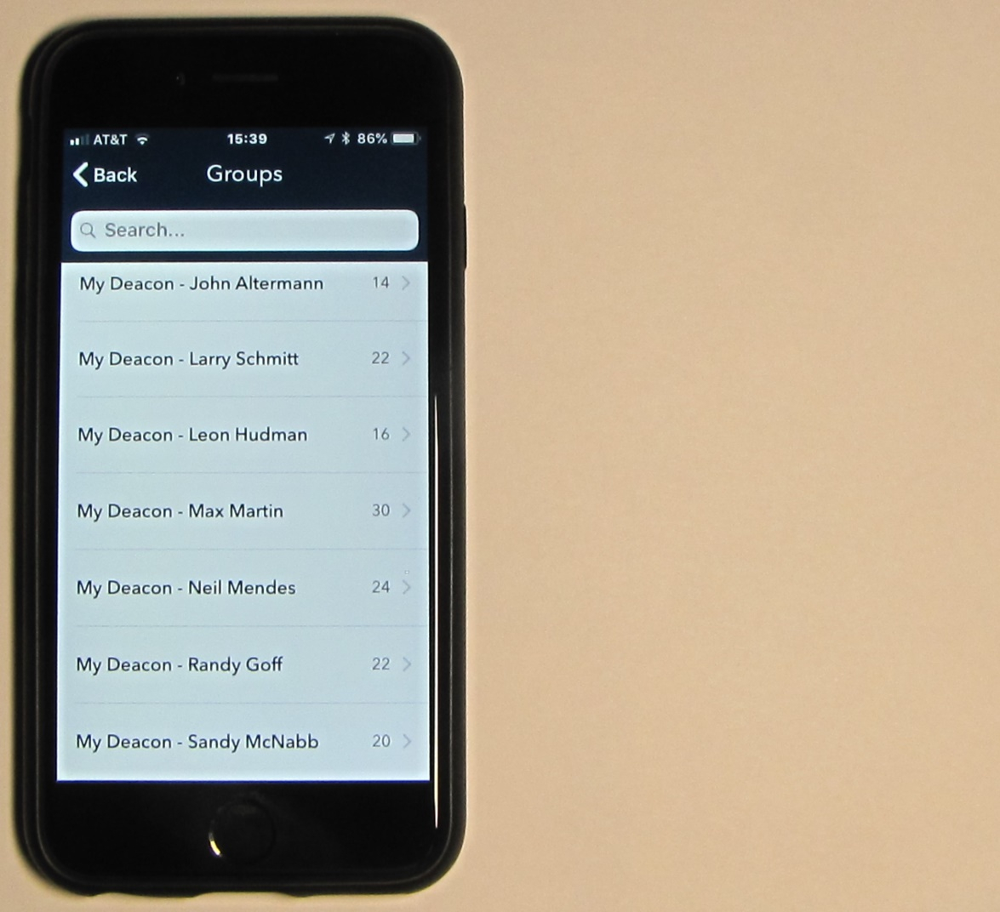 AT&T 15:39 86%
Back Groups
Search...
My Deacon - John Altermann 14
My Deacon - Larry Schmitt 22
My Deacon - Leon Hudman 16
My Deacon - Max Martin 30
My Deacon - Neil Mendes 24
My Deacon - Randy Goff 22
My Deacon - Sandy McNabb 20